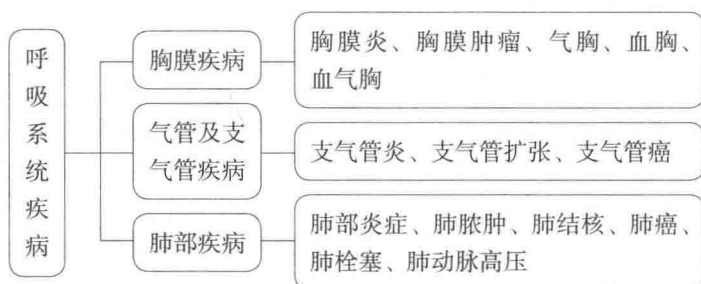 呼吸系统疾病
胸膜疾病
胸膜炎、胸膜肿瘤、气胸、血胸、
血气胸
气管及支
气管疾病
支气管炎、支气管扩张、支气管癌
肺部疾病
肺部炎症、肺脓肿、肺结核、肺癌、
肺栓塞、肺动脉高压